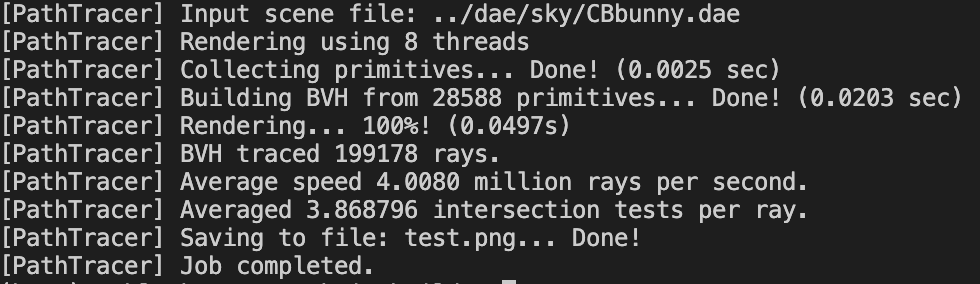 [PathTracer] Input scene file: ../dae/sky/CBbunny.dae
[PathTracer] Rendering using 8 threads
[PathTracer] Collecting primitives... Done! (0.0025 sec)
[PathTracer] Building BVH from 28588 primitives... Done! (0.0203 sec)
[PathTracer] Rendering... 100%! (0.0497s)
[PathTracer] BVH traced 199178 rays.
[PathTracer] Average speed 4.0080 million rays per second.
[PathTracer] Averaged 3.868796 intersection tests per ray.
[PathTracer] Saving to file: test.png... Done!
[PathTracer] Job completed.